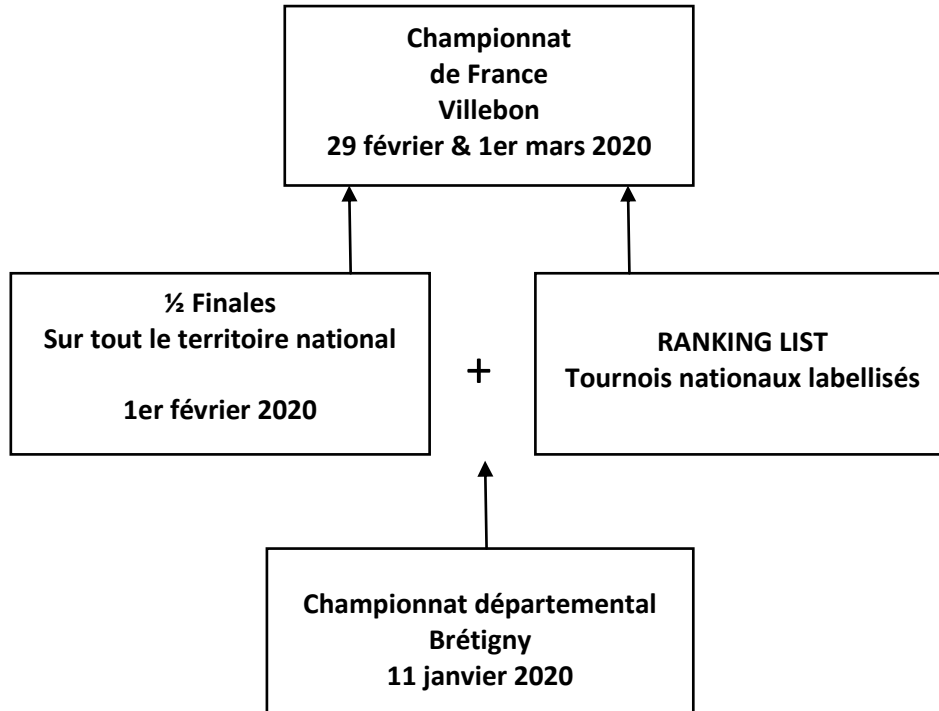 Championnat
de France
Villebon
29 février & 1er mars 2020
½ Finales
Sur tout le territoire national
1er février 2020
+
RANKING LIST
Tournois nationaux labellisés
Championnat départemental
Brétigny
11 janvier 2020